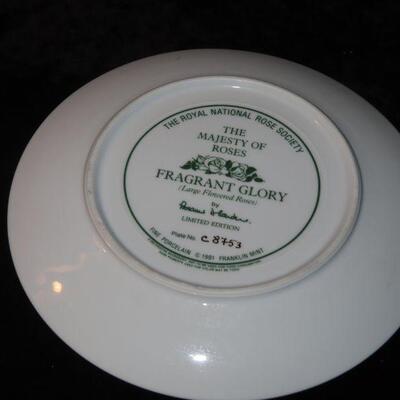 THE ROYAL NATIONAL ROSE SOCIETY
THE
MAJESTY OF
ROSES
FRAGRANT GLORY
(Large Flowered Roses)
by
LIMITED EDITION
Plate No. C8753
FINE PORCELAIN © 1991 FRANKLIN MINT